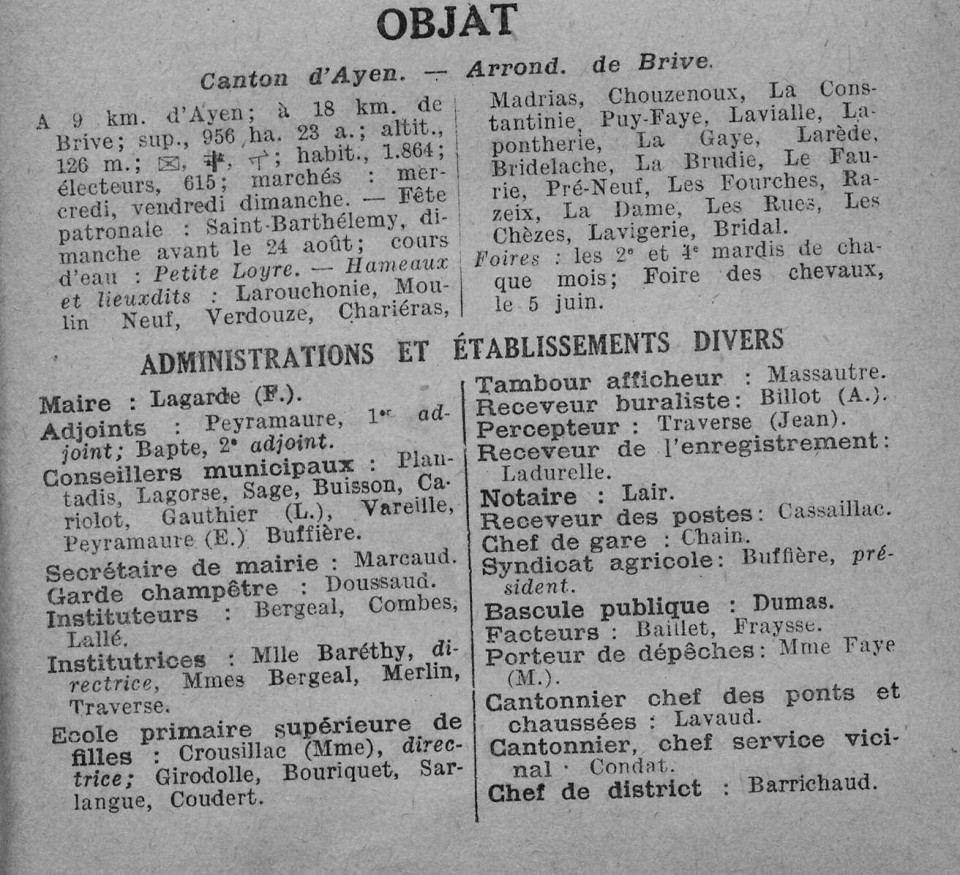 OBJAT
Canton d'Ayen. — Arrond. de Brive.
A 9 km. d'Ayen; à 18 km. de
Brive; sup., 956 ha. 23 a.; altit.,
126 m.; ✉, ; habit., 1.864;
électeurs, 615; marchés : mer-
credi, vendredi dimanche. — Fête
patronale : Saint-Barthélemy, di-
manche avant le 24 août; cours
d'eau : Petite Loyre. — Hameaux
et lieuxdits : Larouchonie, Mou-
lin Neuf, Verdouze, Chariéras,
Madrias, Chouzenoux, La Cons-
tantinie, Puy-Faye, Lavialle, La-
pontherie, La Gaye, Larède,
Bridelache, La Brudie, Le Fau-
rie, Pré-Neuf, Les Fourches, Ra-
zeix, La Dame, Les Rues, Les
Chèzes, Lavigerie, Bridal.
Foires : les 2e et 4e mardis de cha-
que mois; Foire des chevaux,
le 5 juin.
ADMINISTRATIONS ET ÉTABLISSEMENTS DIVERS
Maire : Lagarde (F.).
Adjoints : Peyramaure, 1er ad-
joint; Bapte, 2e adjoint.
Conseillers municipaux : Plan-
tadis, Lagorse, Sage, Buisson, Ca-
riolot, Gauthier (L.), Vareille,
Peyramaure (E.) Buffière.
Secrétaire de mairie : Marcaud.
Garde champêtre : Doussaud.
Instituteurs : Bergeal, Combes,
Lallé.
Institutrices : Mlle Baréthy, di-
rectrice, Mmes Bergeal, Merlin,
Traverse.
Ecole primaire supérieure de
filles : Crousillac (Mme), direc-
trice; Girodolle, Bouriquet, Sar-
langue, Coudert.
Tambour afficheur : Massautre.
Receveur buraliste: Billot (A.).
Percepteur : Traverse (Jean).
Receveur de l'enregistrement:
Ladurelle.
Notaire : Lair.
Receveur des postes: Cassaillac.
Chef de gare : Chain.
Syndicat agricole: Buffière, pré-
sident.
Bascule publique : Dumas.
Facteurs : Baillet, Fraysse.
Porteur de dépêches: Mme Faye
(M.).
Cantonnier chef des ponts et
chaussées : Lavaud.
Cantonnier, chef service vici-
nal · Condat.
Chef de district : Barrichaud.